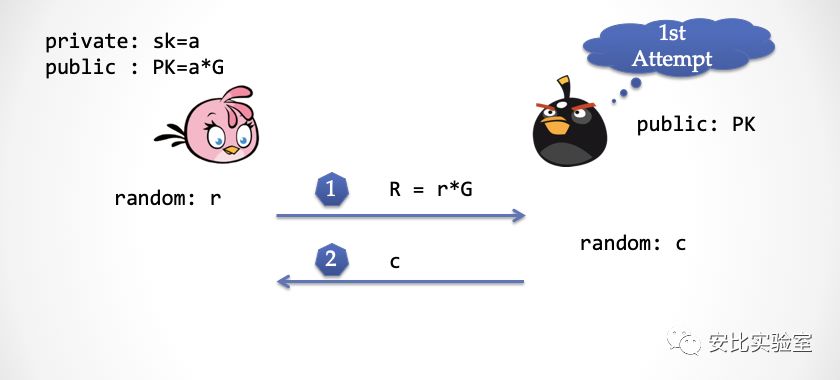 private: sk=a
public : PK=a*G
1st
Attempt
public: PK
random: r
1
R = r*G
random: c
2
c
安比实验室